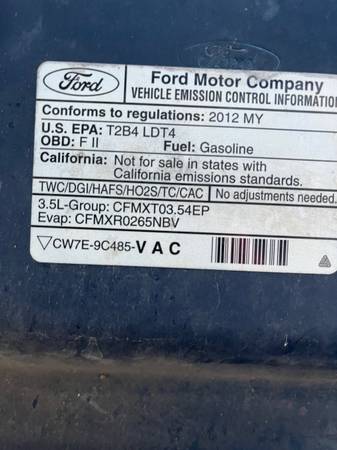 Ford
Ford Motor Company
VEHICLE EMISSION CONTROL INFORMATION
Conforms to regulations: 2012 MY
U.S. EPA: T2B4 LDT4
OBD: F II Fuel: Gasoline
California: Not for sale in states with
California emissions standards.
TWC/DGI/HAFS/HO2S/TC/CAC No adjustments needed.
3.5L-Group: CFMXT03.54EP
Evap: CFMXR0265NBV
▽CW7E-9C485-V A C